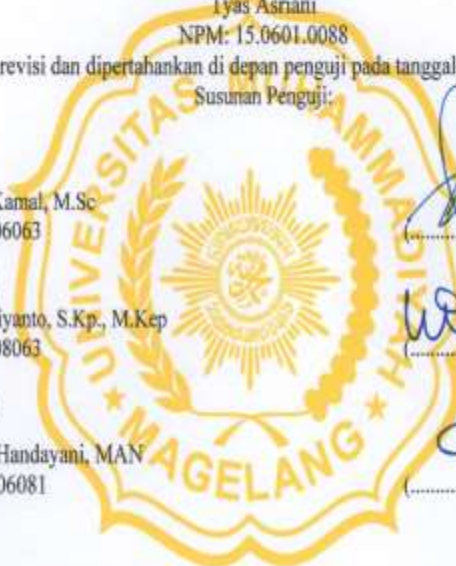 Tyas Asriani
NPM: 15.0601.0088
revisi dan dipertahankan di depan penguji pada tanggal
Susunan Penguji:
Kamal, M.Sc
06063
(..........
iyanto, S.Kp., M.Kep
08063
(..........
Handayani, MAN
06081
(..........
UNIVERSITAS MUHAMMADIYAH
MAGELANG